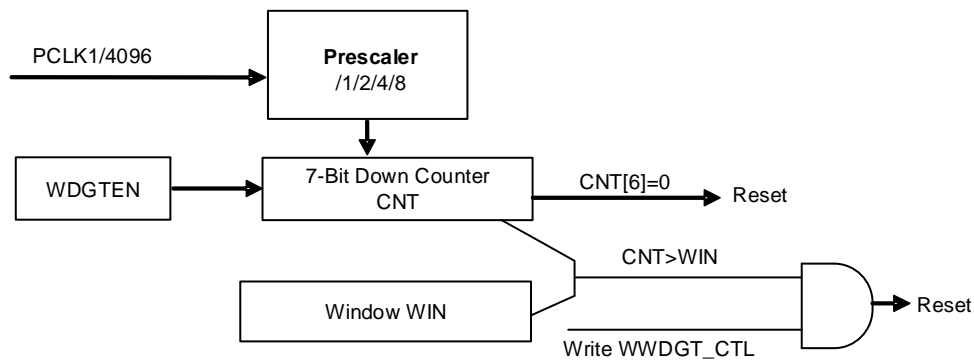 PCLK1/4096
Prescaler
/1/2/4/8
WDGTEN
7-Bit Down Counter
CNT
CNT[6]=0
Reset
CNT>WIN
Window WIN
Reset
Write WWDGT_CTL